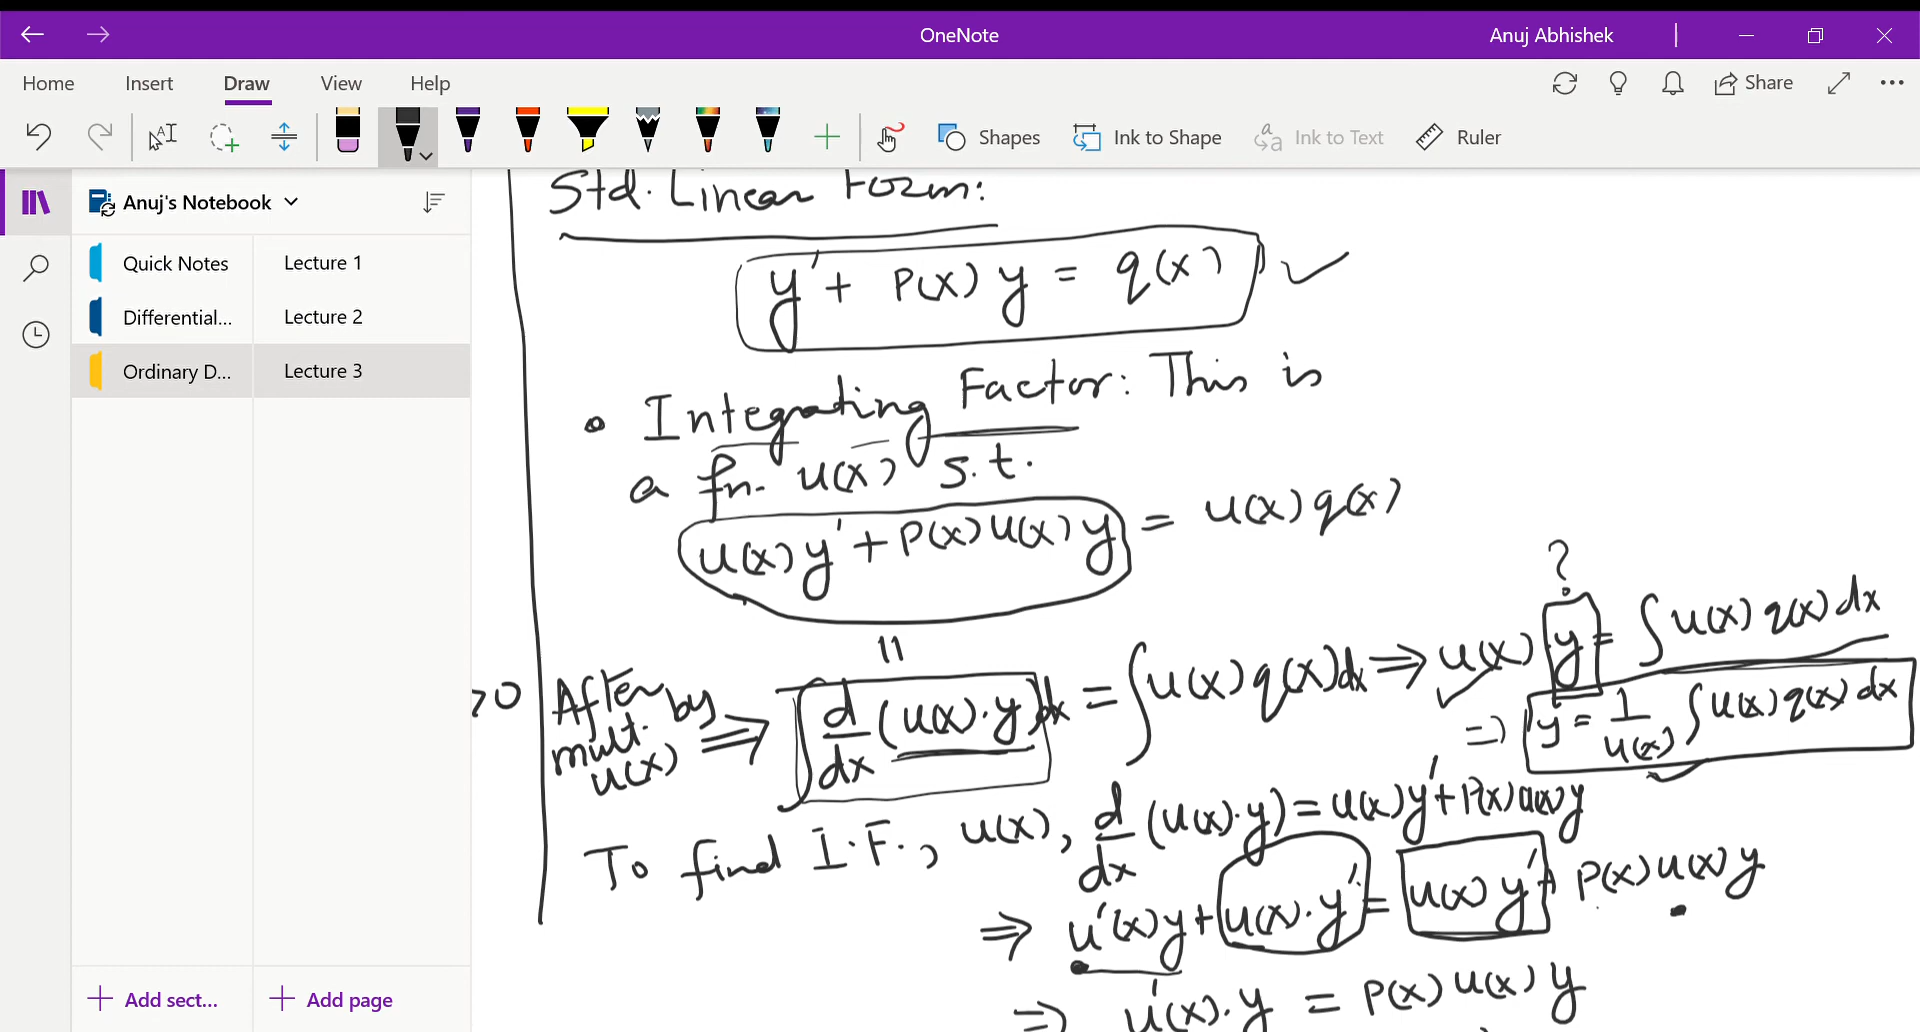 OneNote
Anuj Abhishek
Home Insert Draw View Help
Share
Shapes Ink to Shape Ink to Text Ruler
Anuj's Notebook
Quick Notes
Differential...
Ordinary D...
Lecture 1
Lecture 2
Lecture 3
Add sect...
Add page
Std. Linear Form:
y' + P(x) y = q(x) ✓
• Integrating Factor: This is
a fn. u(x) s.t.
u(x) y' + P(x) u(x) y = u(x) q(x)
||
?
>0
After mult. by u(x) ⇒ ∫ d/dx (u(x)·y) dx = ∫ u(x) q(x) dx ⇒ u(x) y = ∫ u(x) q(x) dx
⇒ y = 1/u(x) ∫ u(x) q(x) dx
To find I.F., u(x), d/dx (u(x)·y) = u(x) y' + P(x) u(x) y
⇒ u'(x) y + u(x)·y' = u(x) y' + P(x) u(x) y
⇒ u'(x)·y = P(x) u(x) y